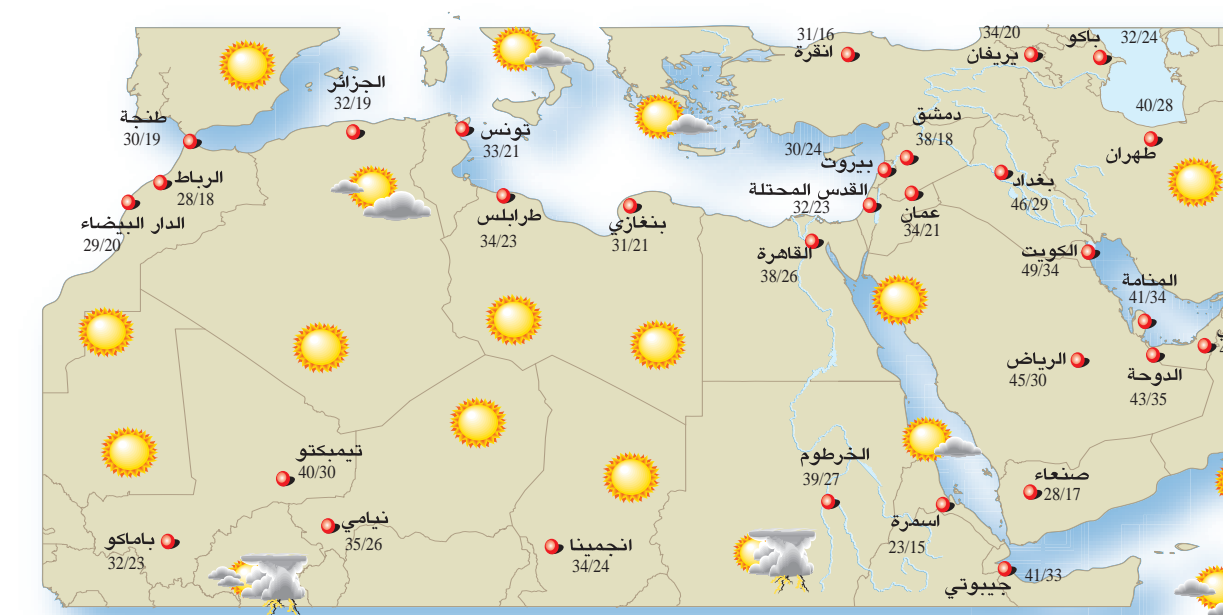 31/16
انقرة
34/20
يريفان
باكو
32/24
40/28
طهران
الجزائر
32/19
طنجة
30/19
تونس
33/21
الرباط
28/18
الدار البيضاء
29/20
طرابلس
34/23
بنغازي
31/21
دمشق
38/18
30/24
بيروت
القدس المحتلة
32/23
عمان
34/21
بغداد
46/29
القاهرة
38/26
الكويت
49/34
المنامة
41/34
الرياض
45/30
الدوحة
43/35
تيمبكتو
40/30
الخرطوم
39/27
صنعاء
28/17
اسمرة
23/15
نيامي
35/26
باماكو
32/23
انجمينا
34/24
41/33
جيبوتي